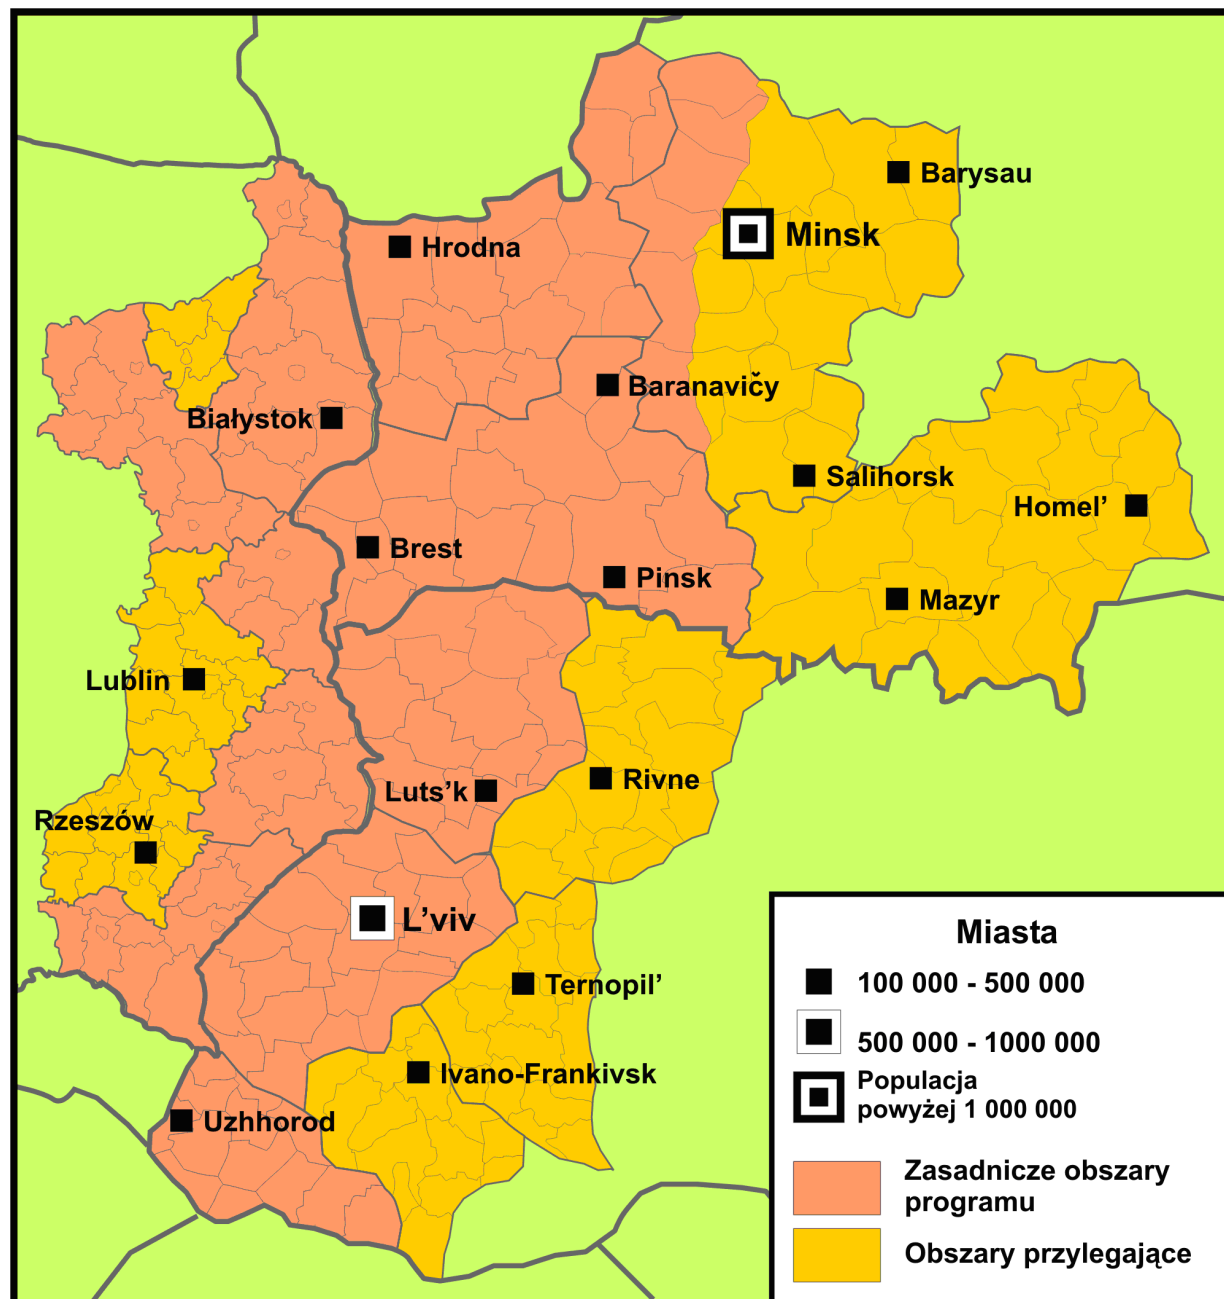 Barysau
Minsk
Hrodna
Baranavičy
Białystok
Salihorsk
Homel’
Brest
Pinsk
Mazyr
Lublin
Rivne
Luts’k
Rzeszów
L’viv
Ternopil’
Ivano-Frankivsk
Uzhhorod
Miasta
100 000 - 500 000
500 000 - 1000 000
Populacja
powyżej 1 000 000
Zasadnicze obszary
programu
Obszary przylegające